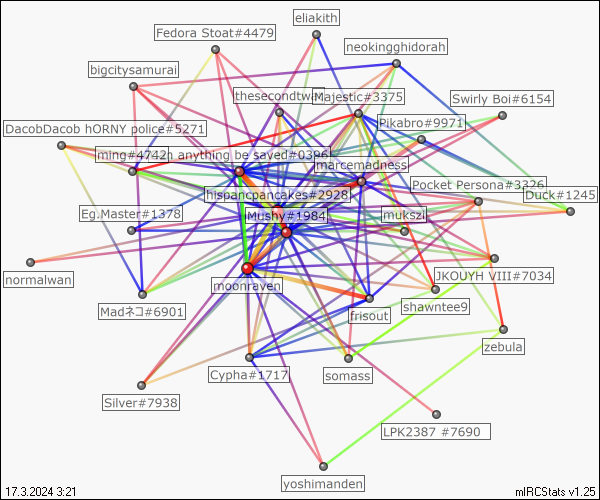 eliakith
Fedora Stoat#4479
neokingghidorah
bigcitysamurai
thesecondtwa
Majestic#3375
Swirly Boi#6154
DacobDacob hORNY police#5271
Pikabro#9971
ming#4742
n anything be sayed#0396
marcemadness
hispancpancakes#2928
Pocket Persona#3326
Duck#1245
Eg.Master#1378
Mushy#1984
mukszi
normalwan
JKOUYH VIII#7034
moonraven
Madネコ#6901
shawntee9
frisout
zebula
Cypha#1717
somass
Silver#7938
LPK2387 #7690
yoshimanden
17.3.2024 3:21
mIRCStats v1.25